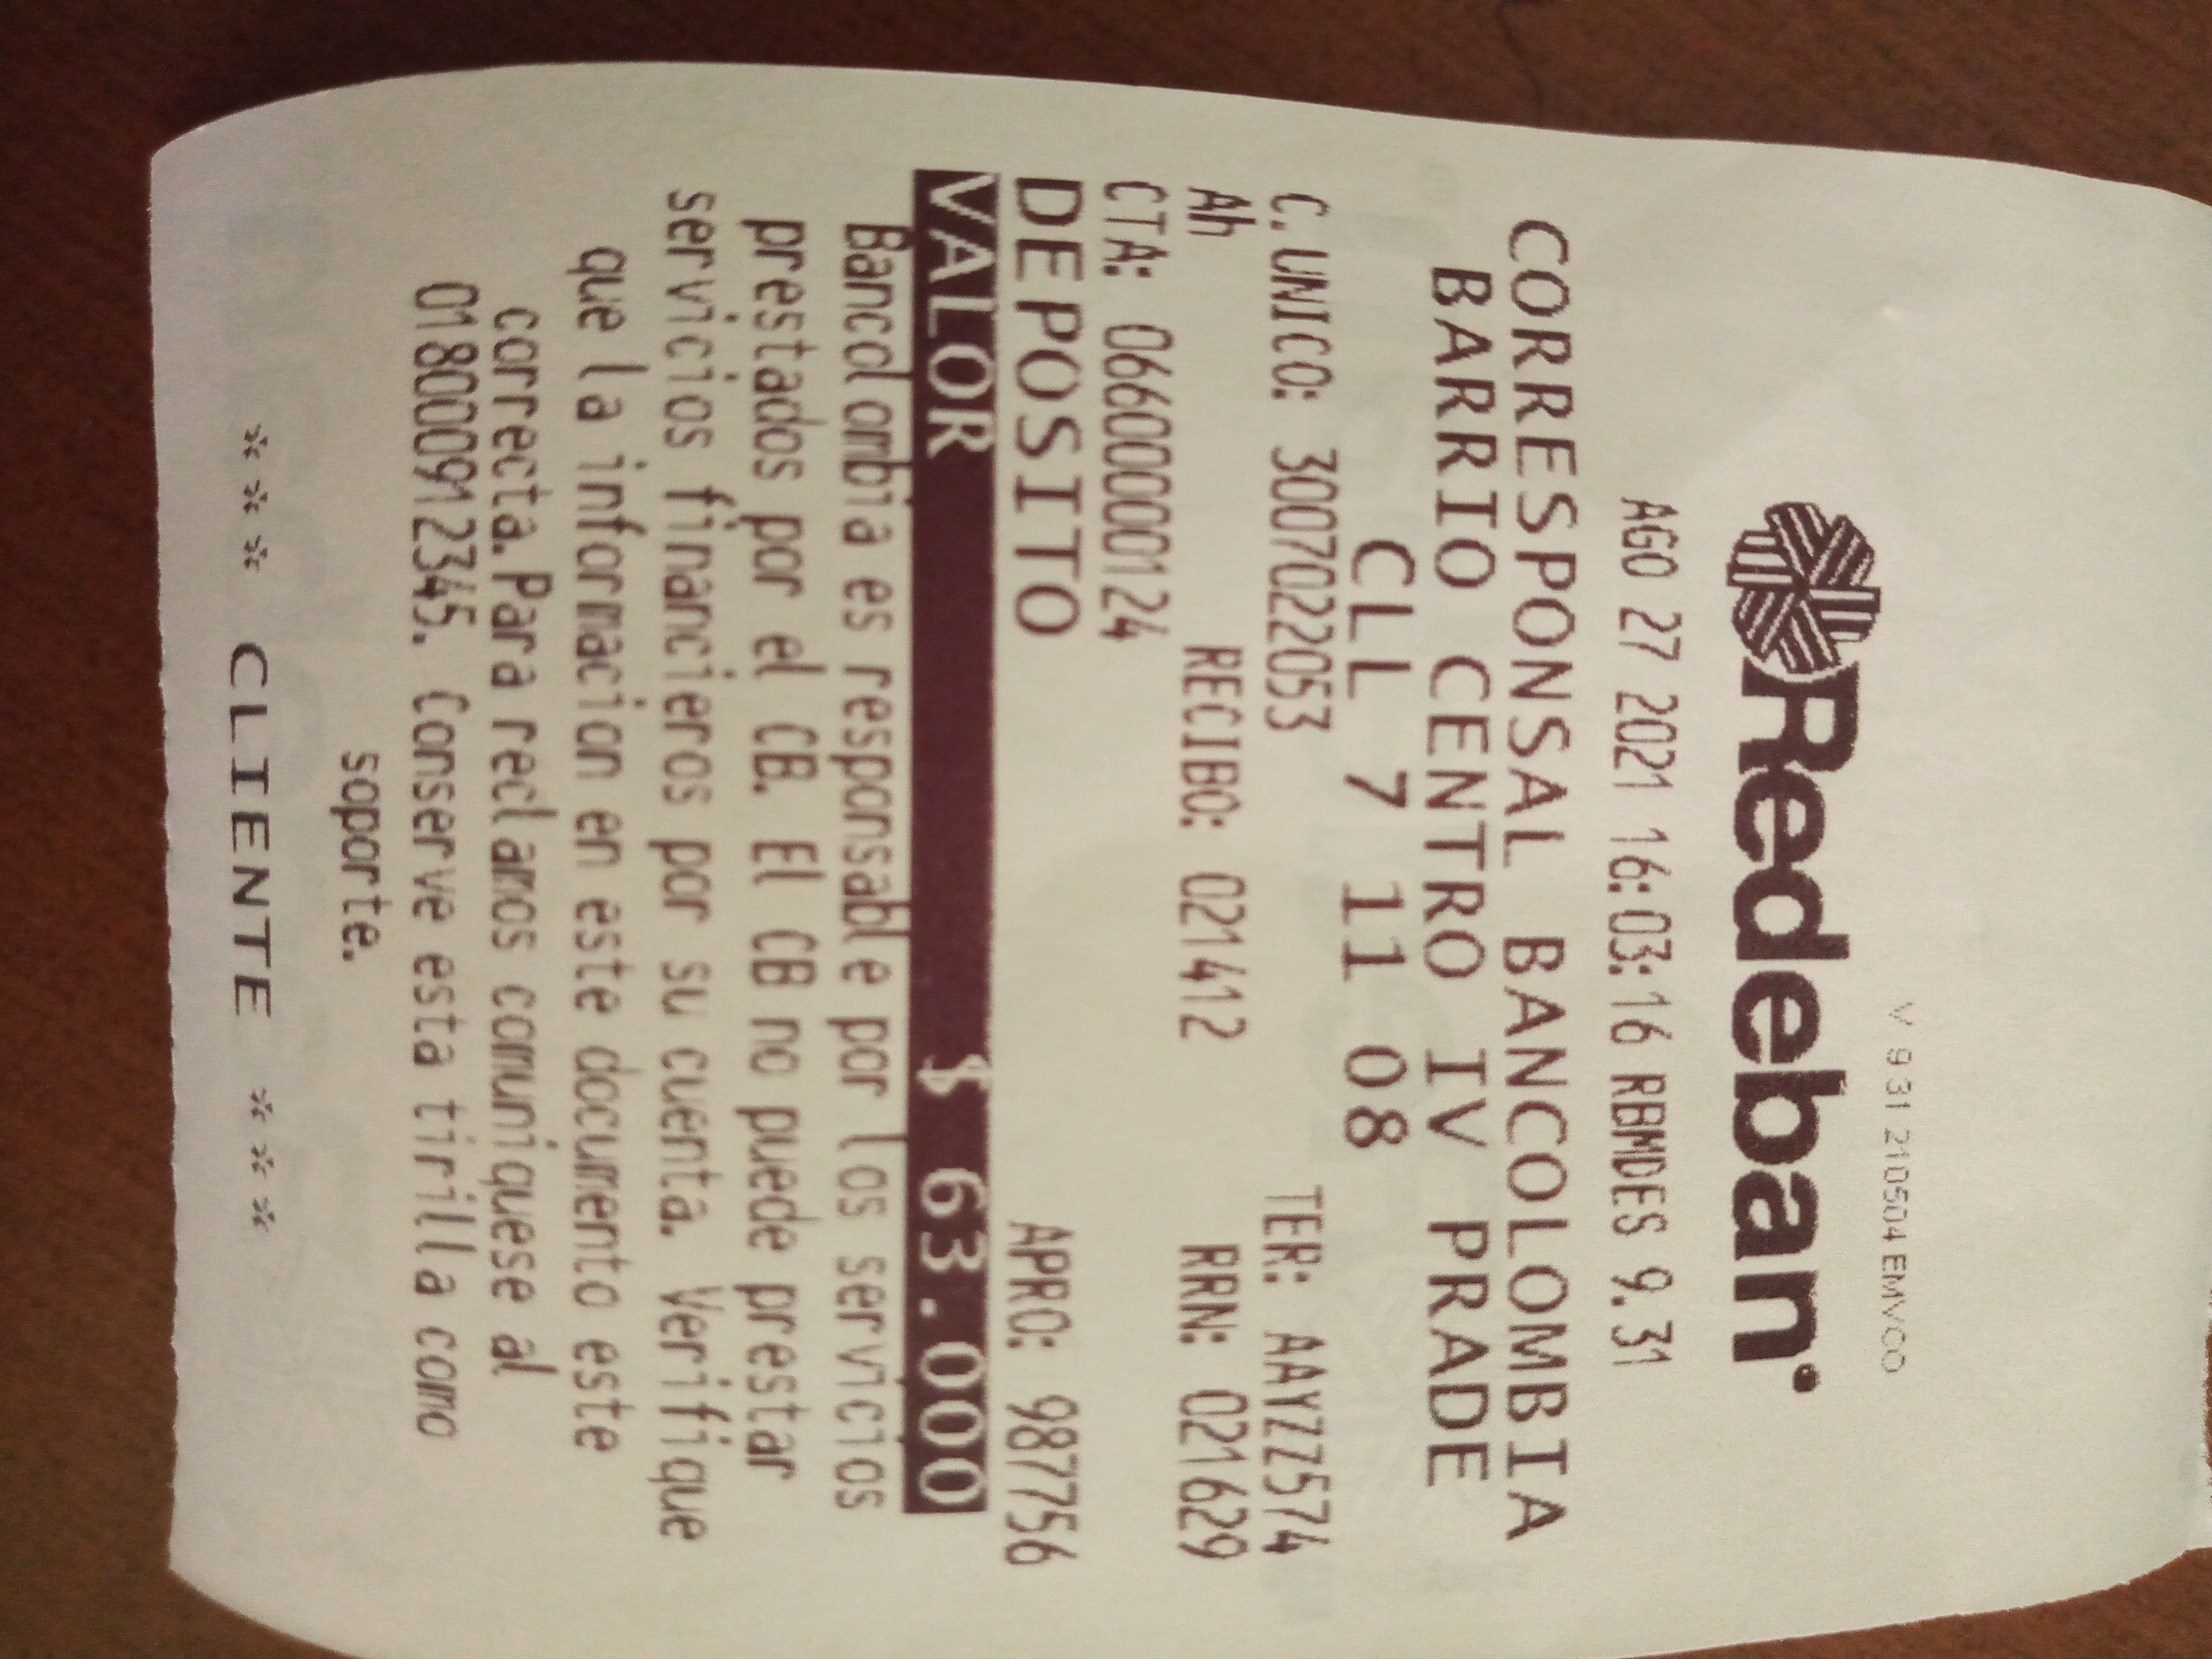 V 9.31 210504 EMVCO
Redeban
AGO 27 2021 16:03:16 RBMDES 9.31
CORRESPONSAL BANCOLOMBIA
BARRIO CENTRO IV PRADE
CLL 7 11 08
C. UNICO: 3007022053 TER: AAYZZ574
Ah RECIBO: 021412 RRN: 021629
CTA: 06600000124
DEPOSITO APRO: 987756
VALOR $ 63.000
Bancolombia es responsable por los servicios
prestados por el CB. El CB no puede prestar
servicios financieros por su cuenta. Verifique
que la informacion en este documento este
correcta.Para reclamos comuniquese al
018000912345. Conserve esta tirilla como
soporte.
*** CLIENTE ***